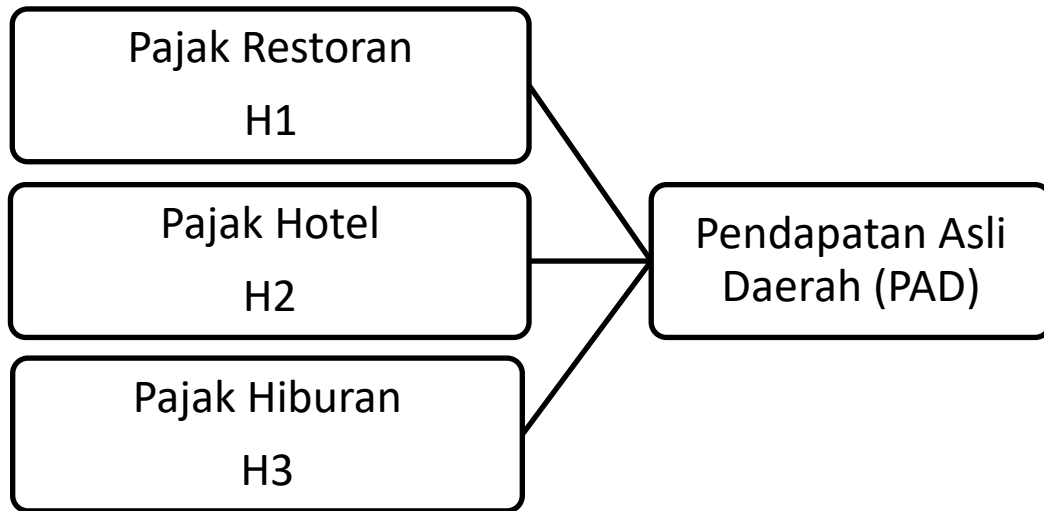 Pajak Restoran
H1
Pajak Hotel
H2
Pajak Hiburan
H3
Pendapatan Asli
Daerah (PAD)